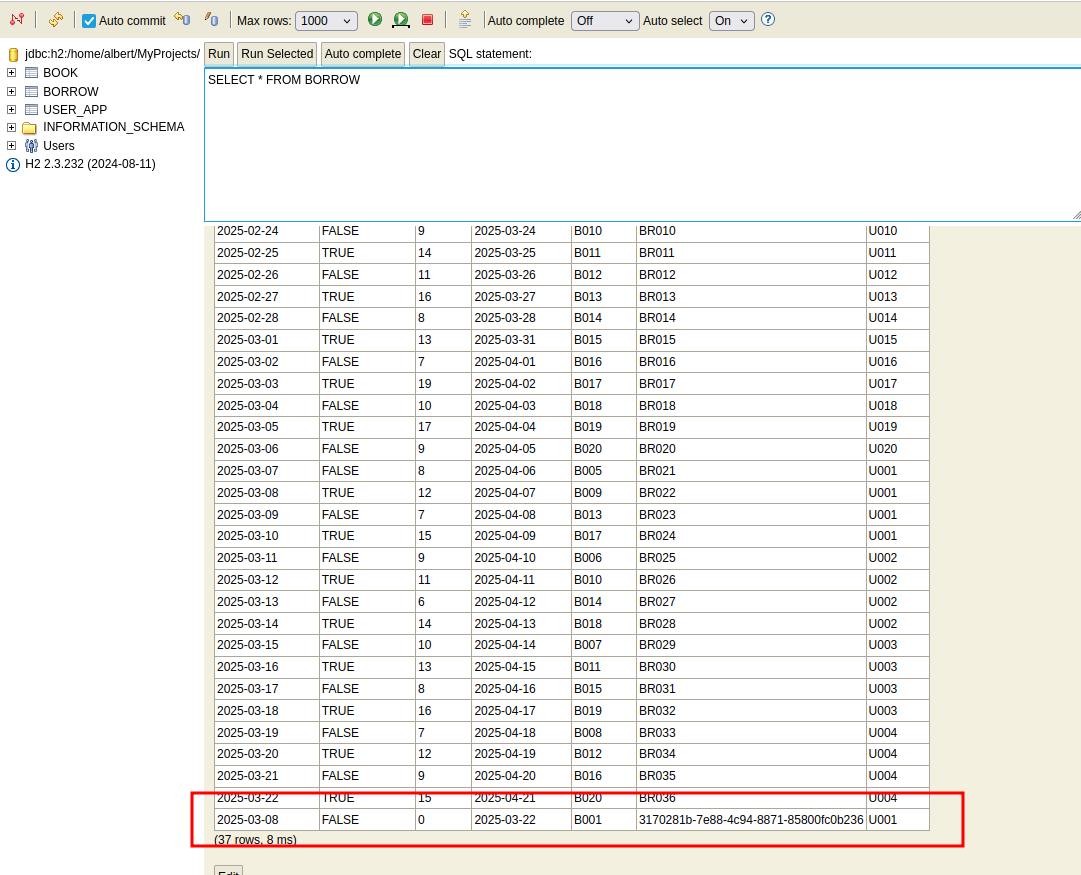 Auto commit Max rows: 1000 Auto complete Off Auto select On ?
jdbc:h2:/home/albert/MyProjects/
BOOK
BORROW
USER_APP
INFORMATION_SCHEMA
Users
H2 2.3.232 (2024-08-11)
Run Run Selected Auto complete Clear SQL statement:
SELECT * FROM BORROW
2025-02-24 FALSE 9 2025-03-24 B010 BR010 U010
2025-02-25 TRUE 14 2025-03-25 B011 BR011 U011
2025-02-26 FALSE 11 2025-03-26 B012 BR012 U012
2025-02-27 TRUE 16 2025-03-27 B013 BR013 U013
2025-02-28 FALSE 8 2025-03-28 B014 BR014 U014
2025-03-01 TRUE 13 2025-03-31 B015 BR015 U015
2025-03-02 FALSE 7 2025-04-01 B016 BR016 U016
2025-03-03 TRUE 19 2025-04-02 B017 BR017 U017
2025-03-04 FALSE 10 2025-04-03 B018 BR018 U018
2025-03-05 TRUE 17 2025-04-04 B019 BR019 U019
2025-03-06 FALSE 9 2025-04-05 B020 BR020 U020
2025-03-07 FALSE 8 2025-04-06 B005 BR021 U001
2025-03-08 TRUE 12 2025-04-07 B009 BR022 U001
2025-03-09 FALSE 7 2025-04-08 B013 BR023 U001
2025-03-10 TRUE 15 2025-04-09 B017 BR024 U001
2025-03-11 FALSE 9 2025-04-10 B006 BR025 U002
2025-03-12 TRUE 11 2025-04-11 B010 BR026 U002
2025-03-13 FALSE 6 2025-04-12 B014 BR027 U002
2025-03-14 TRUE 14 2025-04-13 B018 BR028 U002
2025-03-15 FALSE 10 2025-04-14 B007 BR029 U003
2025-03-16 TRUE 13 2025-04-15 B011 BR030 U003
2025-03-17 FALSE 8 2025-04-16 B015 BR031 U003
2025-03-18 TRUE 16 2025-04-17 B019 BR032 U003
2025-03-19 FALSE 7 2025-04-18 B008 BR033 U004
2025-03-20 TRUE 12 2025-04-19 B012 BR034 U004
2025-03-21 FALSE 9 2025-04-20 B016 BR035 U004
2025-03-22 TRUE 15 2025-04-21 B020 BR036 U004
2025-03-08 FALSE 0 2025-03-22 B001 3170281b-7e88-4c94-8871-85800fc0b236 U001
(37 rows, 8 ms)
Edit